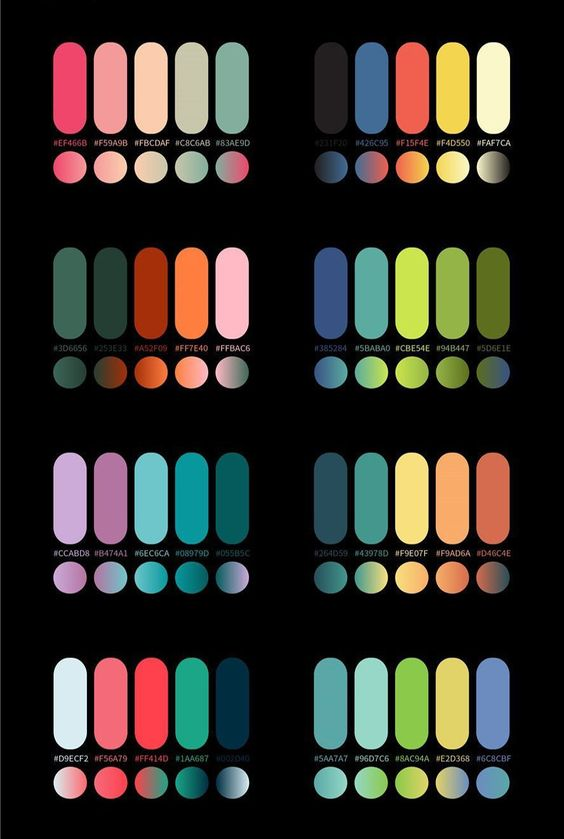 #EF466B #F59A9B #FBCDAF #C8C6AB #83AE9D
#231F20 #426C95 #F15F4E #F4D550 #FAF7CA
#3D6656 #253E33 #A52F09 #FF7E40 #FFBAC6
#385284 #5BABA0 #CBE54E #94B447 #5D6E1E
#CCABD8 #B474A1 #6EC6CA #08979D #055B5C
#264D59 #43978D #F9E07F #F9AD6A #D46C4E
#D9ECF2 #F56A79 #FF414D #1AA687 #002D40
#5AA7A7 #96D7C6 #8AC94A #E2D368 #6C8CBF